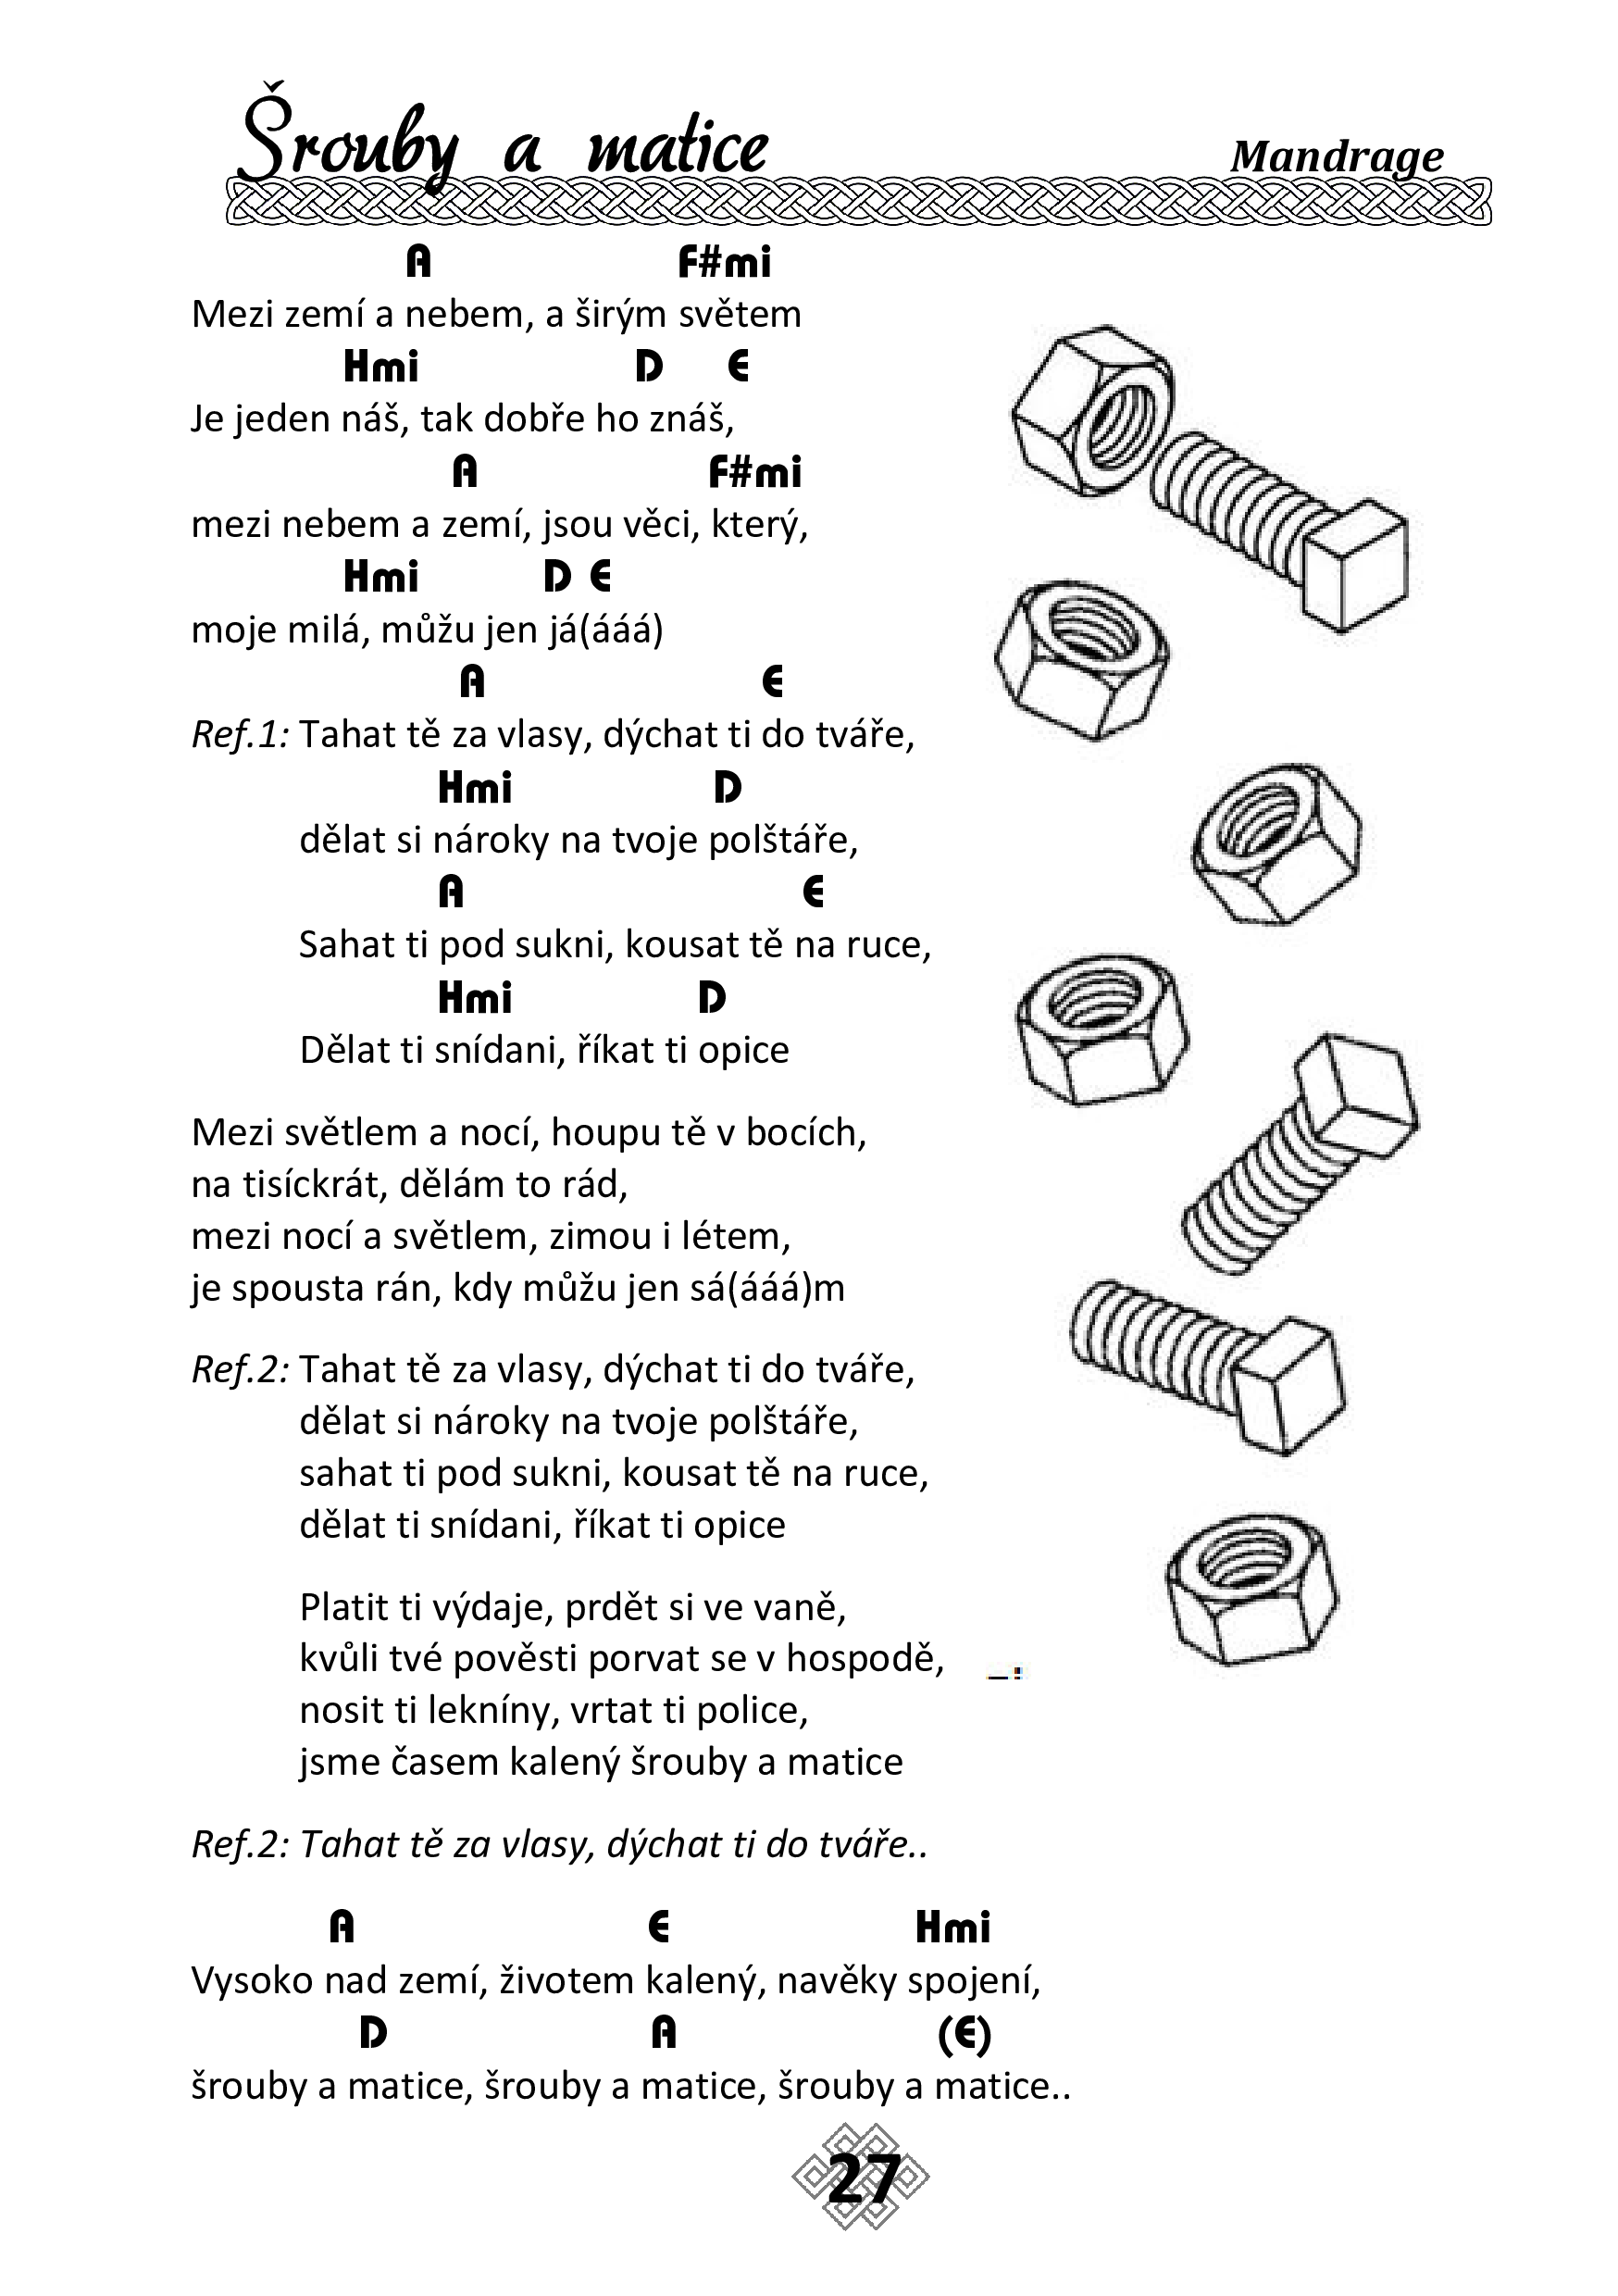 Šrouby a matice
Mandrage
A F#mi
Mezi zemí a nebem, a širým světem
Hmi D E
Je jeden náš, tak dobře ho znáš,
A F#mi
mezi nebem a zemí, jsou věci, který,
Hmi D E
moje milá, můžu jen já(ááá)
A E
Ref.1: Tahat tě za vlasy, dýchat ti do tváře,
Hmi D
dělat si nároky na tvoje polštáře,
A E
Sahat ti pod sukni, kousat tě na ruce,
Hmi D
Dělat ti snídani, říkat ti opice
Mezi světlem a nocí, houpu tě v bocích,
na tisíckrát, dělám to rád,
mezi nocí a světlem, zimou i létem,
je spousta rán, kdy můžu jen sá(ááá)m
Ref.2: Tahat tě za vlasy, dýchat ti do tváře,
dělat si nároky na tvoje polštáře,
sahat ti pod sukni, kousat tě na ruce,
dělat ti snídani, říkat ti opice
Platit ti výdaje, prdět si ve vaně,
kvůli tvé pověsti porvat se v hospodě,
nosit ti lekníny, vrtat ti police,
jsme časem kalený šrouby a matice
Ref.2: Tahat tě za vlasy, dýchat ti do tváře..
A E Hmi
Vysoko nad zemí, životem kalený, navěky spojení,
D A (E)
šrouby a matice, šrouby a matice, šrouby a matice..
27